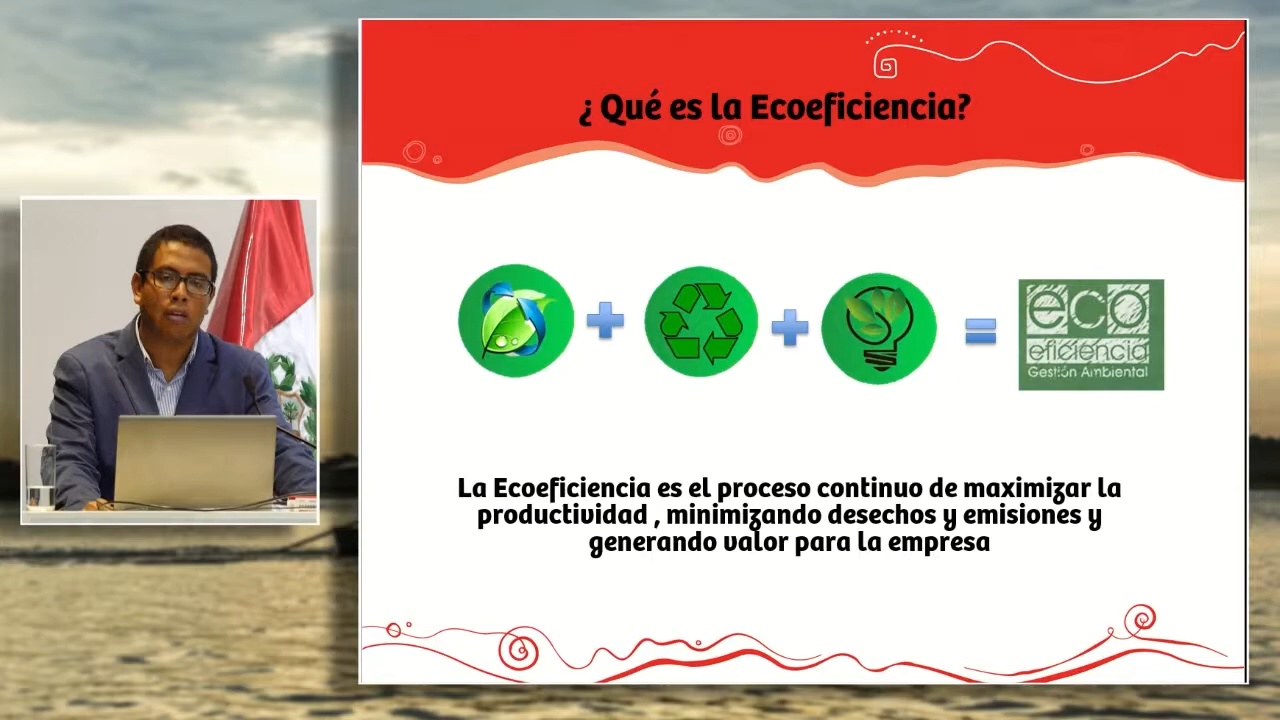 ¿ Qué es la Ecoeficiencia?
eco
eficiencia
Gestión Ambiental
La Ecoeficiencia es el proceso continuo de maximizar la
productividad , minimizando desechos y emisiones y
generando valor para la empresa